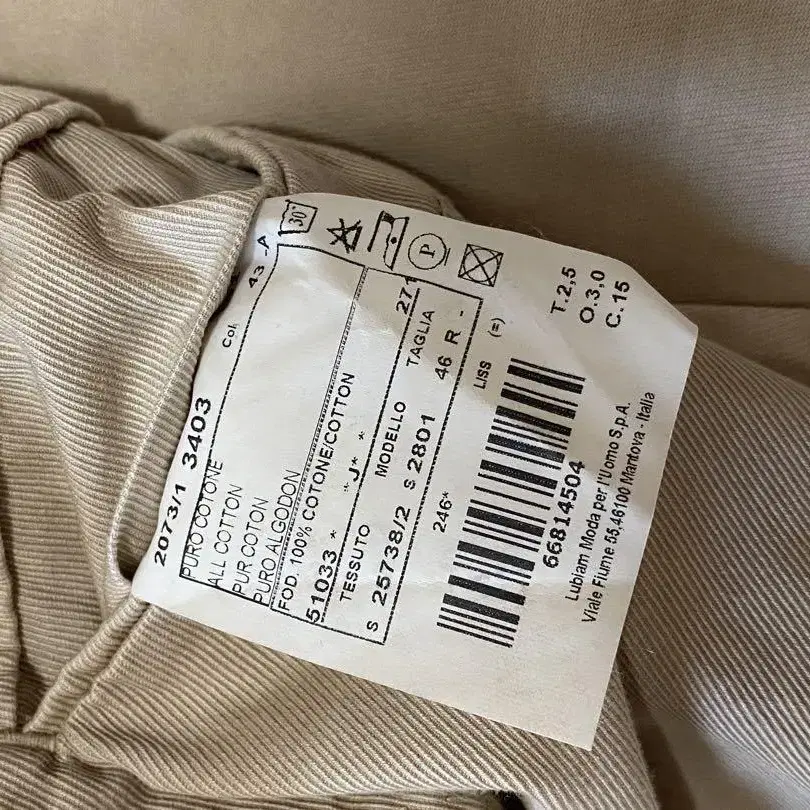 30°
P
2073/1 3403 Col. 43 -A
PURO COTONE
ALL COTTON
PUR COTON
PURO ALGODON
FOD. 100% COTONE/COTTON
51033 * "J" *
TESSUTO MODELLO TAGLIA
S 25738/2 S 2801 46 R -
246* LISS (=)
66814504
T.2,5
O.3,0
C.15
Lubiam Moda per l'Uomo S.p.A.
Viale Fiume 55,46100 Mantova - Italia